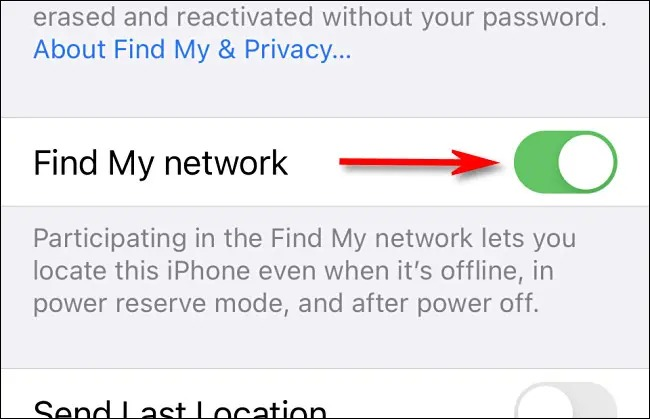 erased and reactivated without your password.
About Find My & Privacy...
Find My network
Participating in the Find My network lets you
locate this iPhone even when it’s offline, in
power reserve mode, and after power off.
Send Last Location